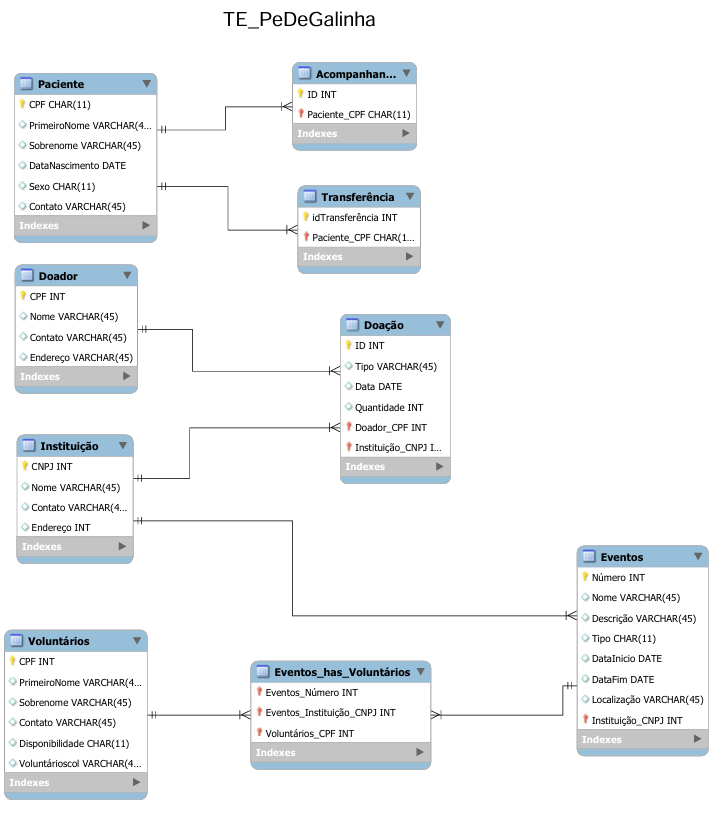 TE_PeDeGalinha
Paciente
CPF CHAR(11)
PrimeiroNome VARCHAR(4...
Sobrenome VARCHAR(45)
DataNascimento DATE
Sexo CHAR(11)
Contato VARCHAR(45)
Indexes
Acompanhan...
ID INT
Paciente_CPF CHAR(11)
Indexes
Transferência
idTransferência INT
Paciente_CPF CHAR(1...
Indexes
Doador
CPF INT
Nome VARCHAR(45)
Contato VARCHAR(45)
Endereço VARCHAR(45)
Indexes
Doação
ID INT
Tipo VARCHAR(45)
Data DATE
Quantidade INT
Doador_CPF INT
Instituição_CNPJ I...
Indexes
Instituição
CNPJ INT
Nome VARCHAR(45)
Contato VARCHAR(4...
Endereço INT
Indexes
Eventos
Número INT
Nome VARCHAR(45)
Descrição VARCHAR(45)
Tipo CHAR(11)
DataInicio DATE
DataFim DATE
Localização VARCHAR(45)
Instituição_CNPJ INT
Indexes
Voluntários
CPF INT
PrimeiroNome VARCHAR(4...
Sobrenome VARCHAR(45)
Contato VARCHAR(45)
Disponibilidade CHAR(11)
Voluntárioscol VARCHAR(4...
Indexes
Eventos_has_Voluntários
Eventos_Número INT
Eventos_Instituição_CNPJ INT
Voluntários_CPF INT
Indexes